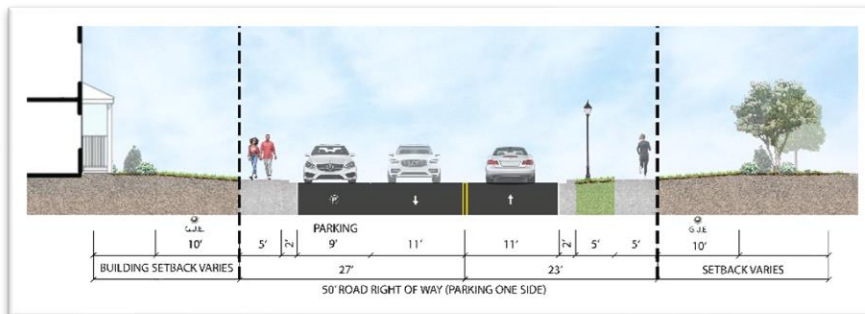 G.J.E.
G.J.E.
PARKING
10' 5' 2' 9' 11' 11' 2' 5' 5' 10'
BUILDING SETBACK VARIES 27' 23' SETBACK VARIES
50' ROAD RIGHT OF WAY (PARKING ONE SIDE)